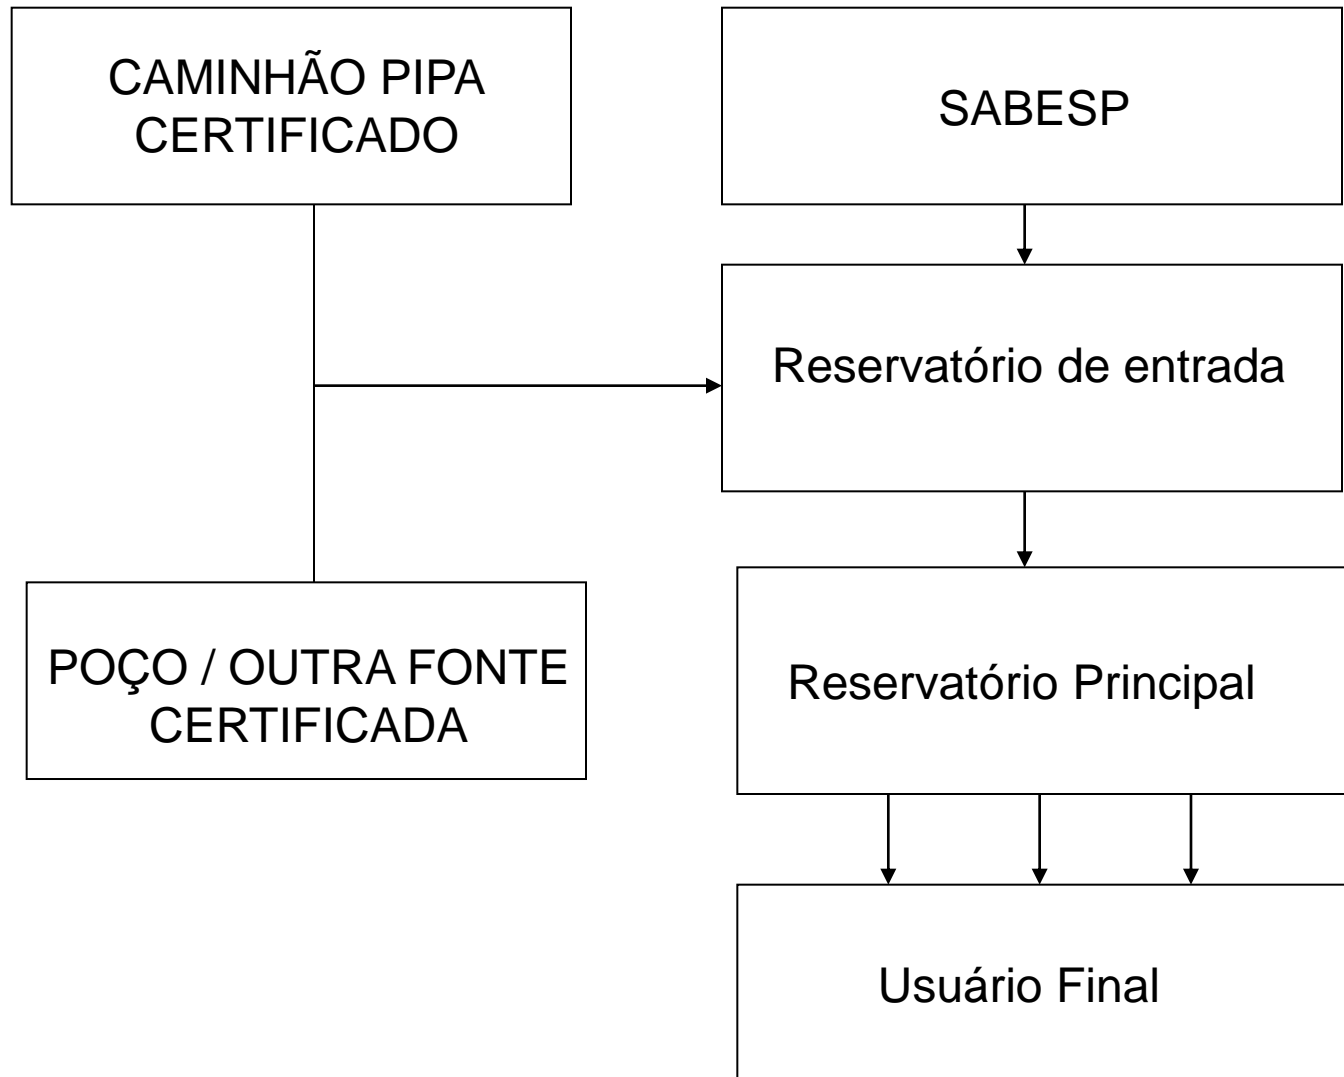 CAMINHÃO PIPA
CERTIFICADO
SABESP
Reservatório de entrada
POÇO / OUTRA FONTE
CERTIFICADA
Reservatório Principal
Usuário Final